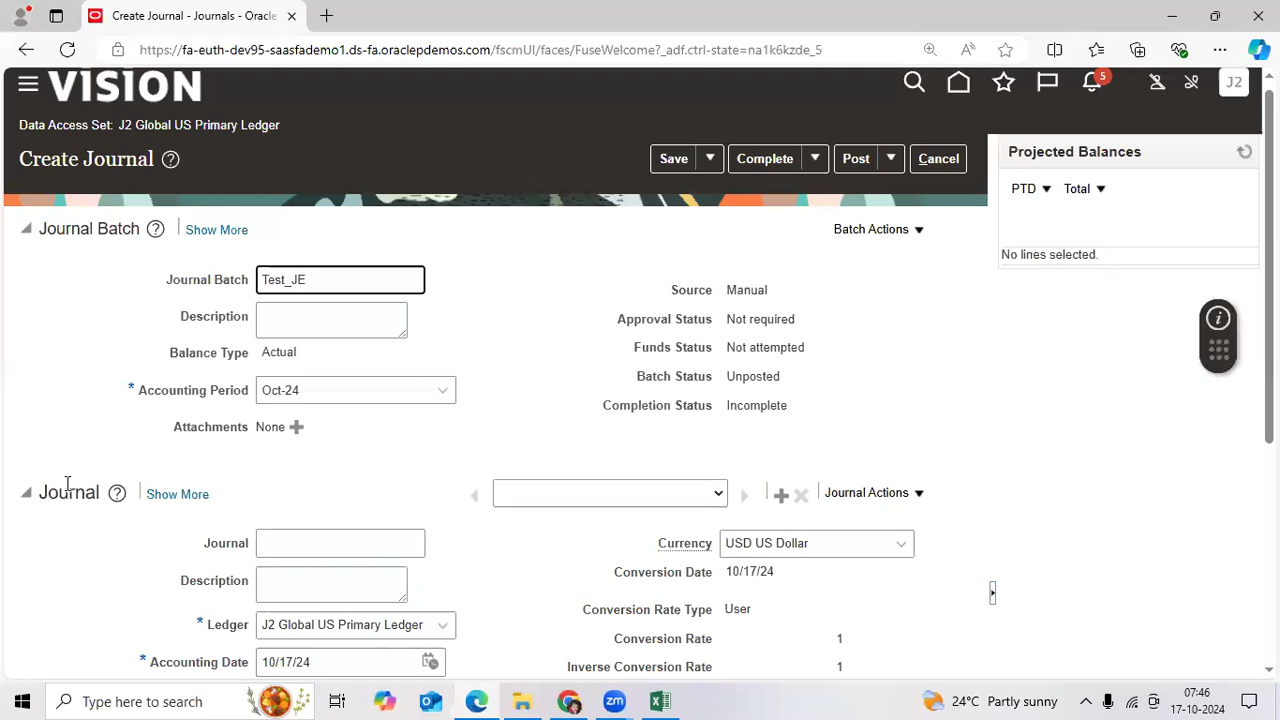 Create Journal - Journals - Oracle
https://fa-euth-dev95-saasfademo1.ds-fa.oraclepdemos.com/fscmUI/faces/FuseWelcome?_adf.ctrl-state=na1k6kzde_5
VISION
5
J2
Data Access Set: J2 Global US Primary Ledger
Create Journal
Save
Complete
Post
Cancel
Projected Balances
PTD
Total
No lines selected.
Journal Batch
Show More
Batch Actions
Journal Batch Test_JE
Description
Balance Type Actual
* Accounting Period Oct-24
Attachments None
Source Manual
Approval Status Not required
Funds Status Not attempted
Batch Status Unposted
Completion Status Incomplete
Journal
Show More
Journal Actions
Journal
Description
* Ledger J2 Global US Primary Ledger
* Accounting Date 10/17/24
Currency USD US Dollar
Conversion Date 10/17/24
Conversion Rate Type User
Conversion Rate 1
Inverse Conversion Rate 1
Type here to search
zm
24°C Partly sunny
07:46
17-10-2024